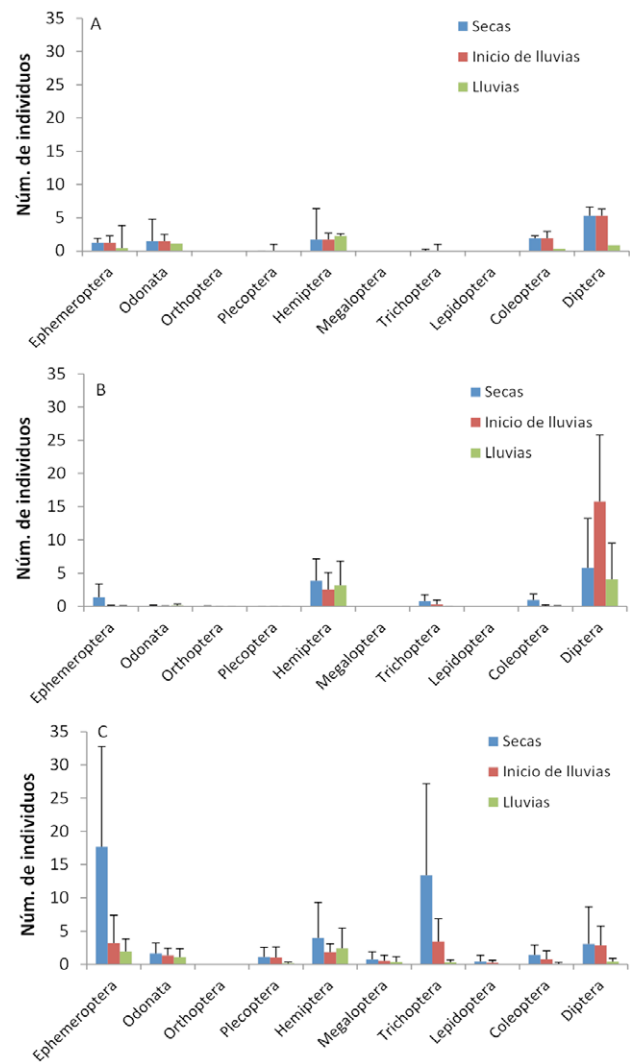 A
Núm. de individuos
35
30
25
20
15
10
5
0
Secas
Inicio de lluvias
Lluvias
Ephemeroptera
Odonata
Orthoptera
Plecoptera
Hemiptera
Megaloptera
Trichoptera
Lepidoptera
Coleoptera
Diptera
B
Núm. de individuos
35
30
25
20
15
10
5
0
Secas
Inicio de lluvias
Lluvias
Ephemeroptera
Odonata
Orthoptera
Plecoptera
Hemiptera
Megaloptera
Trichoptera
Lepidoptera
Coleoptera
Diptera
C
Núm. de individuos
35
30
25
20
15
10
5
0
Secas
Inicio de lluvias
Lluvias
Ephemeroptera
Odonata
Orthoptera
Plecoptera
Hemiptera
Megaloptera
Trichoptera
Lepidoptera
Coleoptera
Diptera